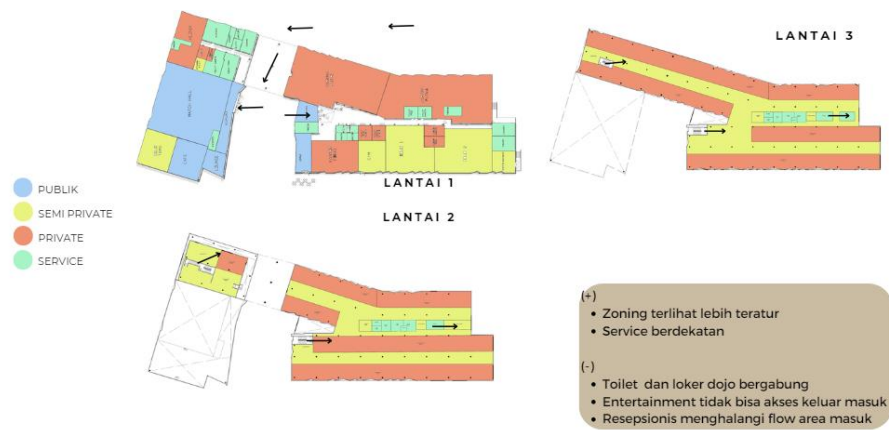 LANTAI 3
LANTAI 1
PUBLIK
SEMI PRIVATE
PRIVATE
SERVICE
LANTAI 2
(+)
• Zoning terlihat lebih teratur
• Service berdekatan
(-)
• Toilet dan loker dojo bergabung
• Entertainment tidak bisa akses keluar masuk
• Resepsionis menghalangi flow area masuk